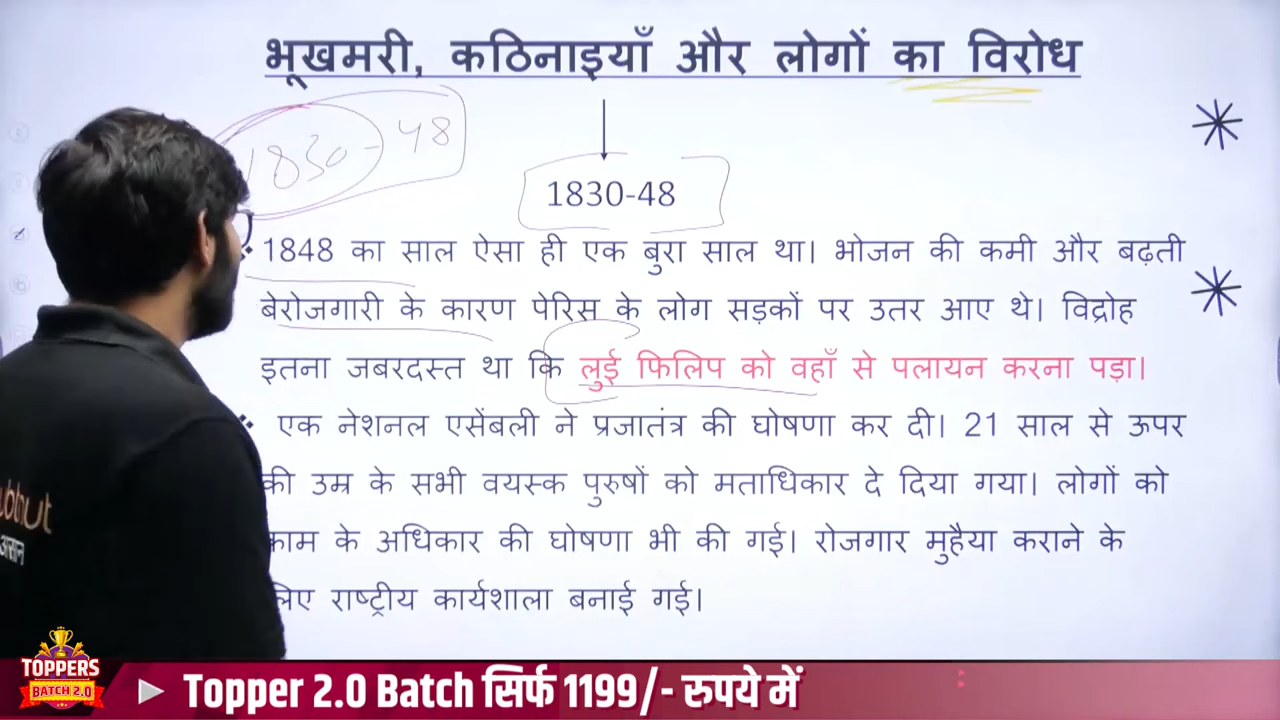 भूखमरी, कठिनाइयाँ और लोगों का विरोध
1830-48
1830-48
1848 का साल ऐसा ही एक बुरा साल था। भोजन की कमी और बढ़ती
बेरोजगारी के कारण पेरिस के लोग सड़कों पर उतर आए थे। विद्रोह
इतना जबरदस्त था कि लुई फिलिप को वहाँ से पलायन करना पड़ा।
एक नेशनल एसेंबली ने प्रजातंत्र की घोषणा कर दी। 21 साल से ऊपर
की उम्र के सभी वयस्क पुरुषों को मताधिकार दे दिया गया। लोगों को
काम के अधिकार की घोषणा भी की गई। रोजगार मुहैया कराने के
लिए राष्ट्रीय कार्यशाला बनाई गई।
TOPPERS
BATCH 2.0
Topper 2.0 Batch सिर्फ 1199/- रुपये में